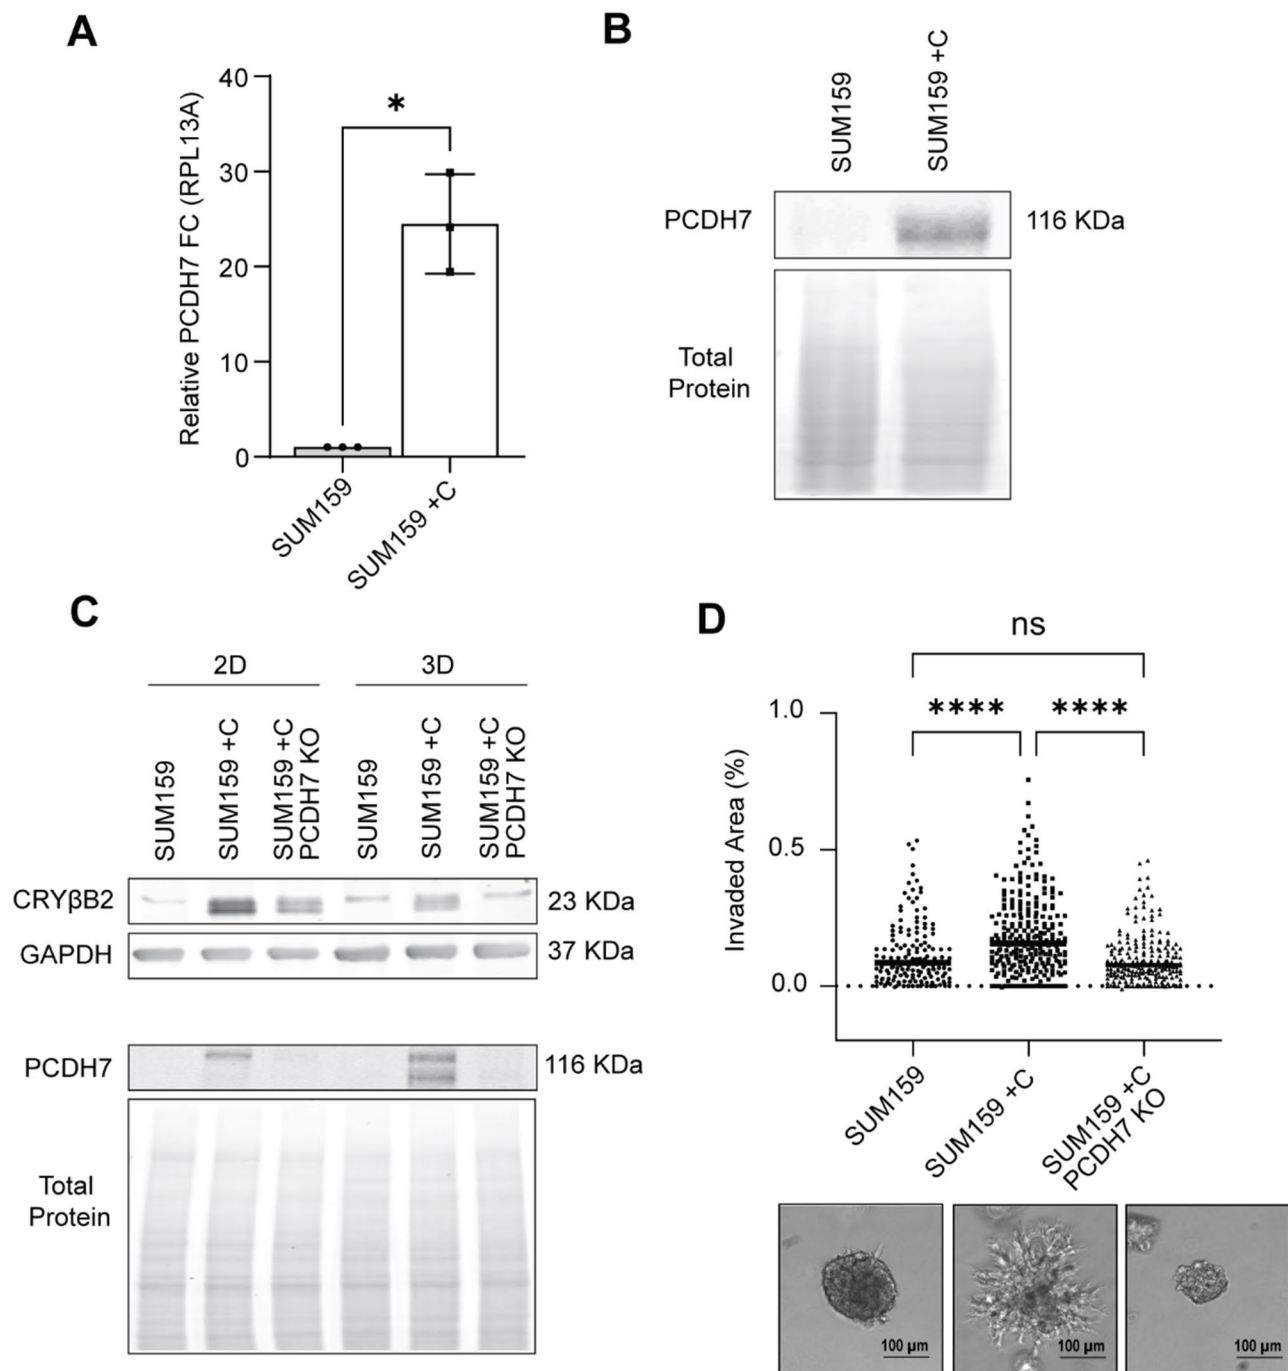 A
Relative PCDH7 FC (RPL13A)
40
30
20
10
0
*
SUM159
SUM159 +C
B
SUM159
SUM159 +C
PCDH7
116 KDa
Total
Protein
C
2D
3D
SUM159
SUM159 +C
SUM159 +C
PCDH7 KO
SUM159
SUM159 +C
SUM159 +C
PCDH7 KO
CRYβB2
23 KDa
GAPDH
37 KDa
PCDH7
116 KDa
Total
Protein
D
ns
****
****
Invaded Area (%)
1.0
0.5
0.0
SUM159
SUM159 +C
SUM159 +C
PCDH7 KO
100 µm
100 µm
100 µm